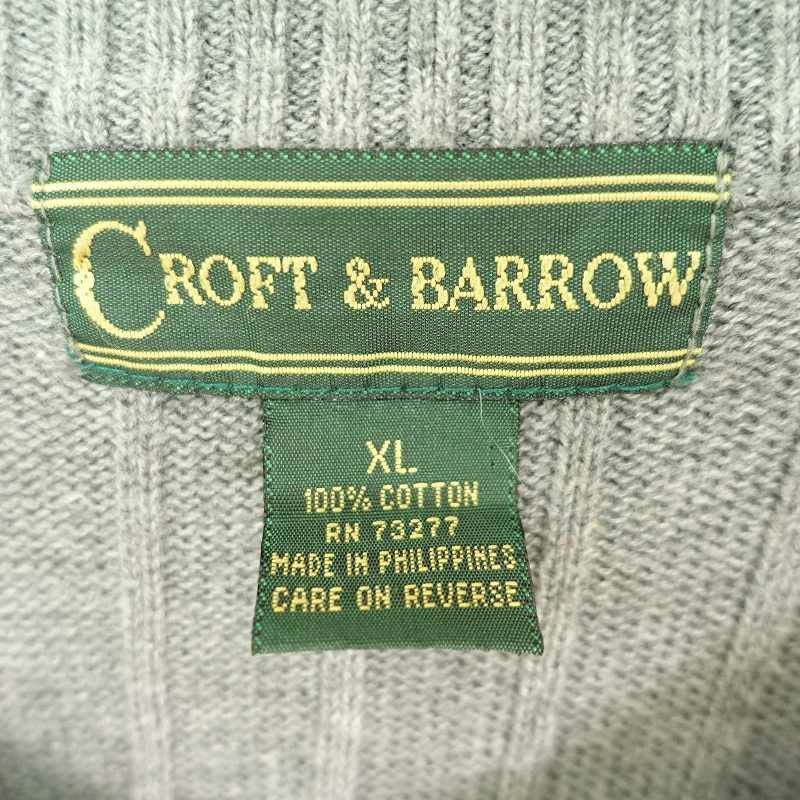 CROFT & BARROW
XL
100% COTTON
RN 73277
MADE IN PHILIPPINES
CARE ON REVERSE